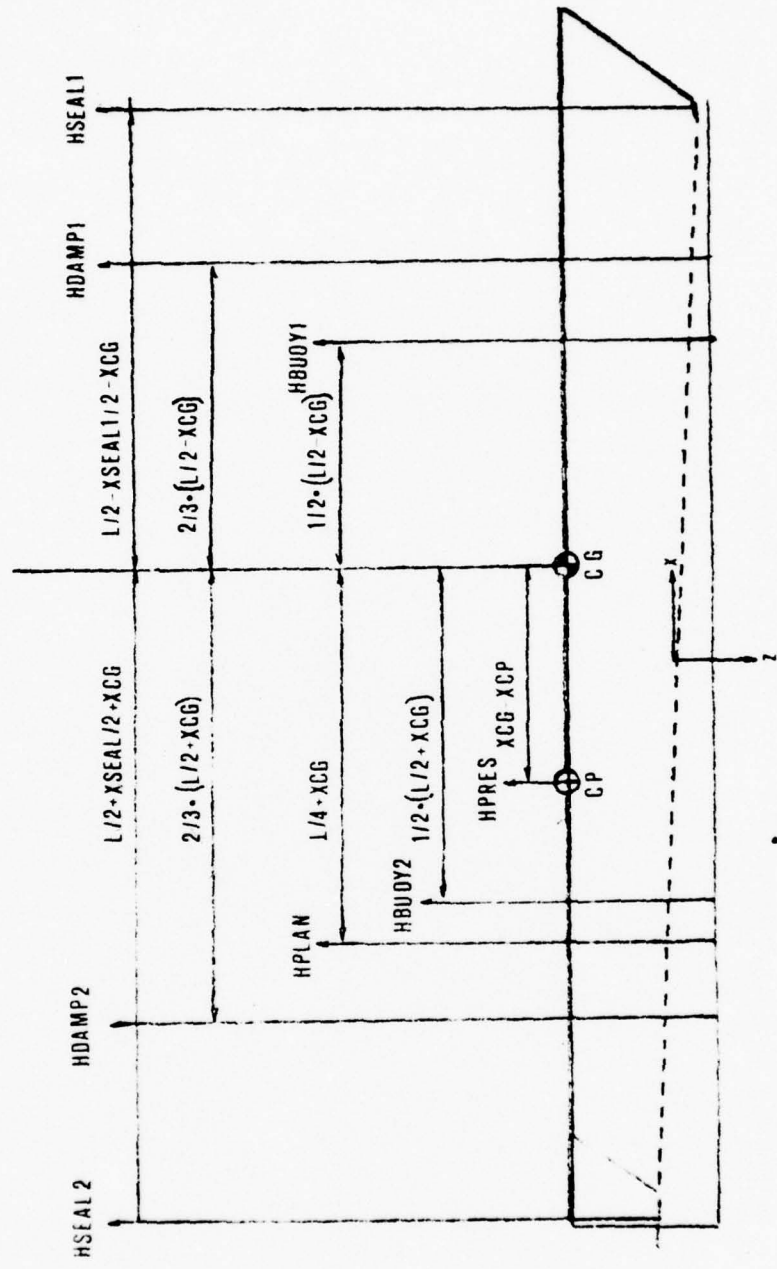 HSEAL1
HDAMP1
L/2-XSEAL1/2-XCG
2/3*(L/2-XCG)
HBUOY1
1/2*(L/2-XCG)
CG
X
Z
L/2+XSEAL/2+XCG
2/3*(L/2+XCG)
L/4+XCG
1/2*(L/2+XCG)
XCG-XCP
HPRES
CP
HBUOY2
HPLAN
HDAMP2
HSEAL2